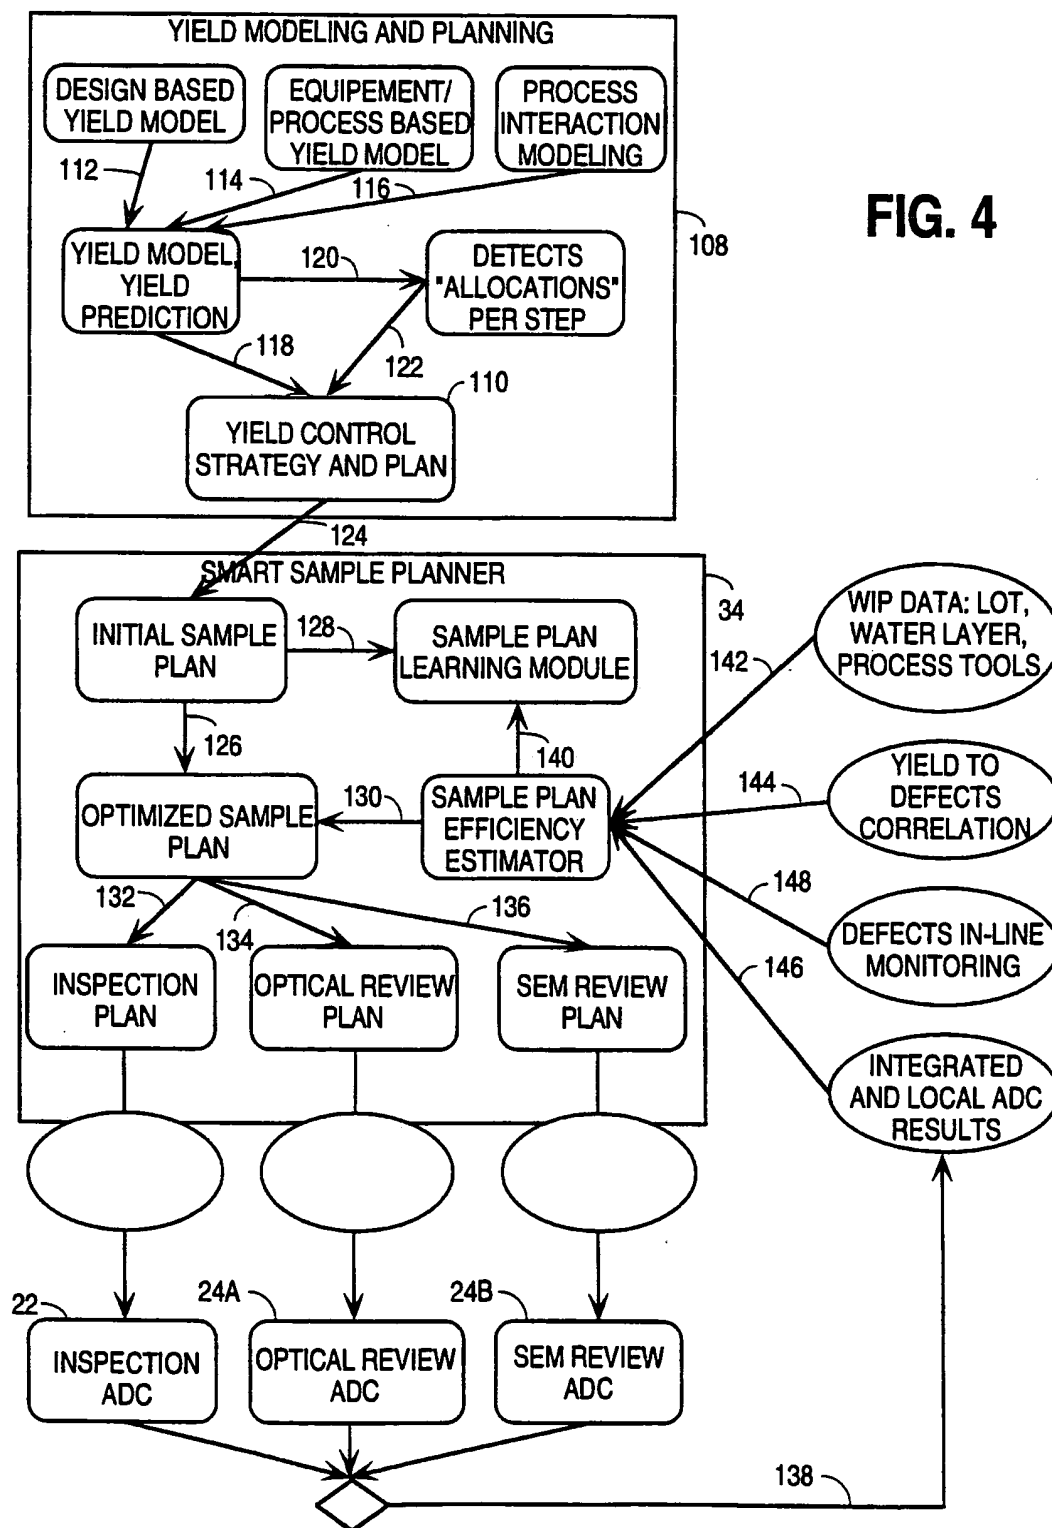 YIELD MODELING AND PLANNING
DESIGN BASED
YIELD MODEL
EQUIPEMENT/
PROCESS BASED
YIELD MODEL
PROCESS
INTERACTION
MODELING
112
114
116
FIG. 4
108
YIELD MODEL,
YIELD
PREDICTION
120
DETECTS
"ALLOCATIONS"
PER STEP
118
122
110
YIELD CONTROL
STRATEGY AND PLAN
124
SMART SAMPLE PLANNER
34
INITIAL SAMPLE
PLAN
128
SAMPLE PLAN
LEARNING MODULE
WIP DATA: LOT,
WATER LAYER,
PROCESS TOOLS
142
126
140
OPTIMIZED SAMPLE
PLAN
130
SAMPLE PLAN
EFFICIENCY
ESTIMATOR
144
YIELD TO
DEFECTS
CORRELATION
132
134
136
148
DEFECTS IN-LINE
MONITORING
146
INSPECTION
PLAN
OPTICAL REVIEW
PLAN
SEM REVIEW
PLAN
INTEGRATED
AND LOCAL ADC
RESULTS
22
24A
24B
INSPECTION
ADC
OPTICAL REVIEW
ADC
SEM REVIEW
ADC
138